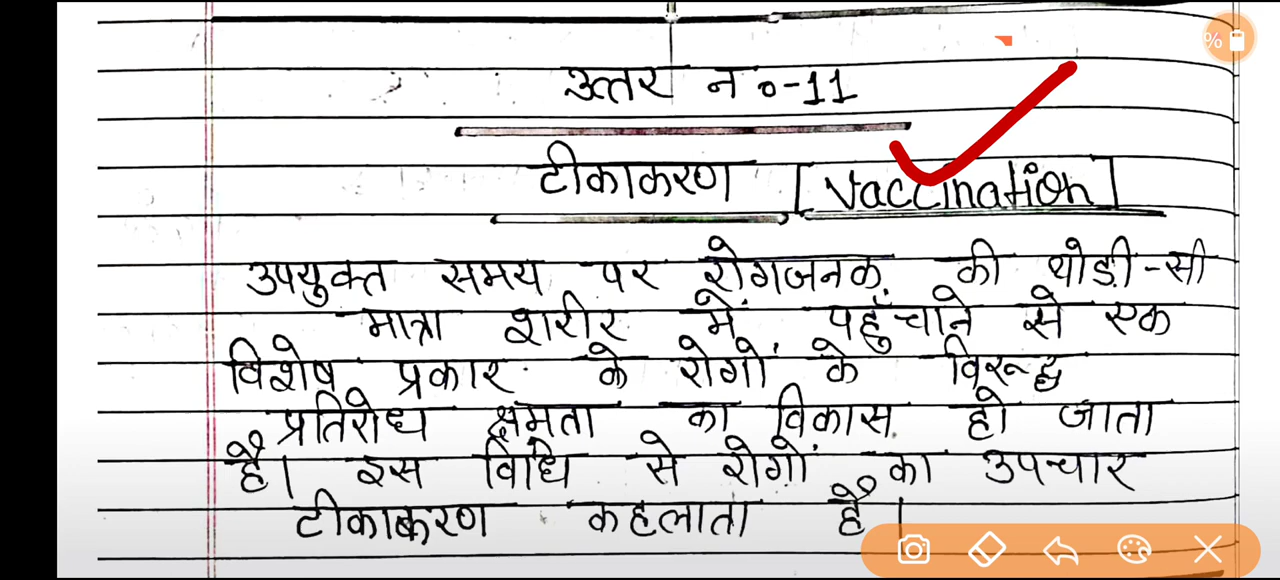 %
उत्तर न ०-11
टीकाकरण [Vaccination]
उपयुक्त समय पर रोगजनक की थोड़ी-सी
मात्रा शरीर में पहुँचाने से एक
विशेष प्रकार के रोगों के विरूद्ध
प्रतिरोध क्षमता का विकास हो जाता
है। इस विधि से रोगों का उपचार
टीकाकरण कहलाता है।